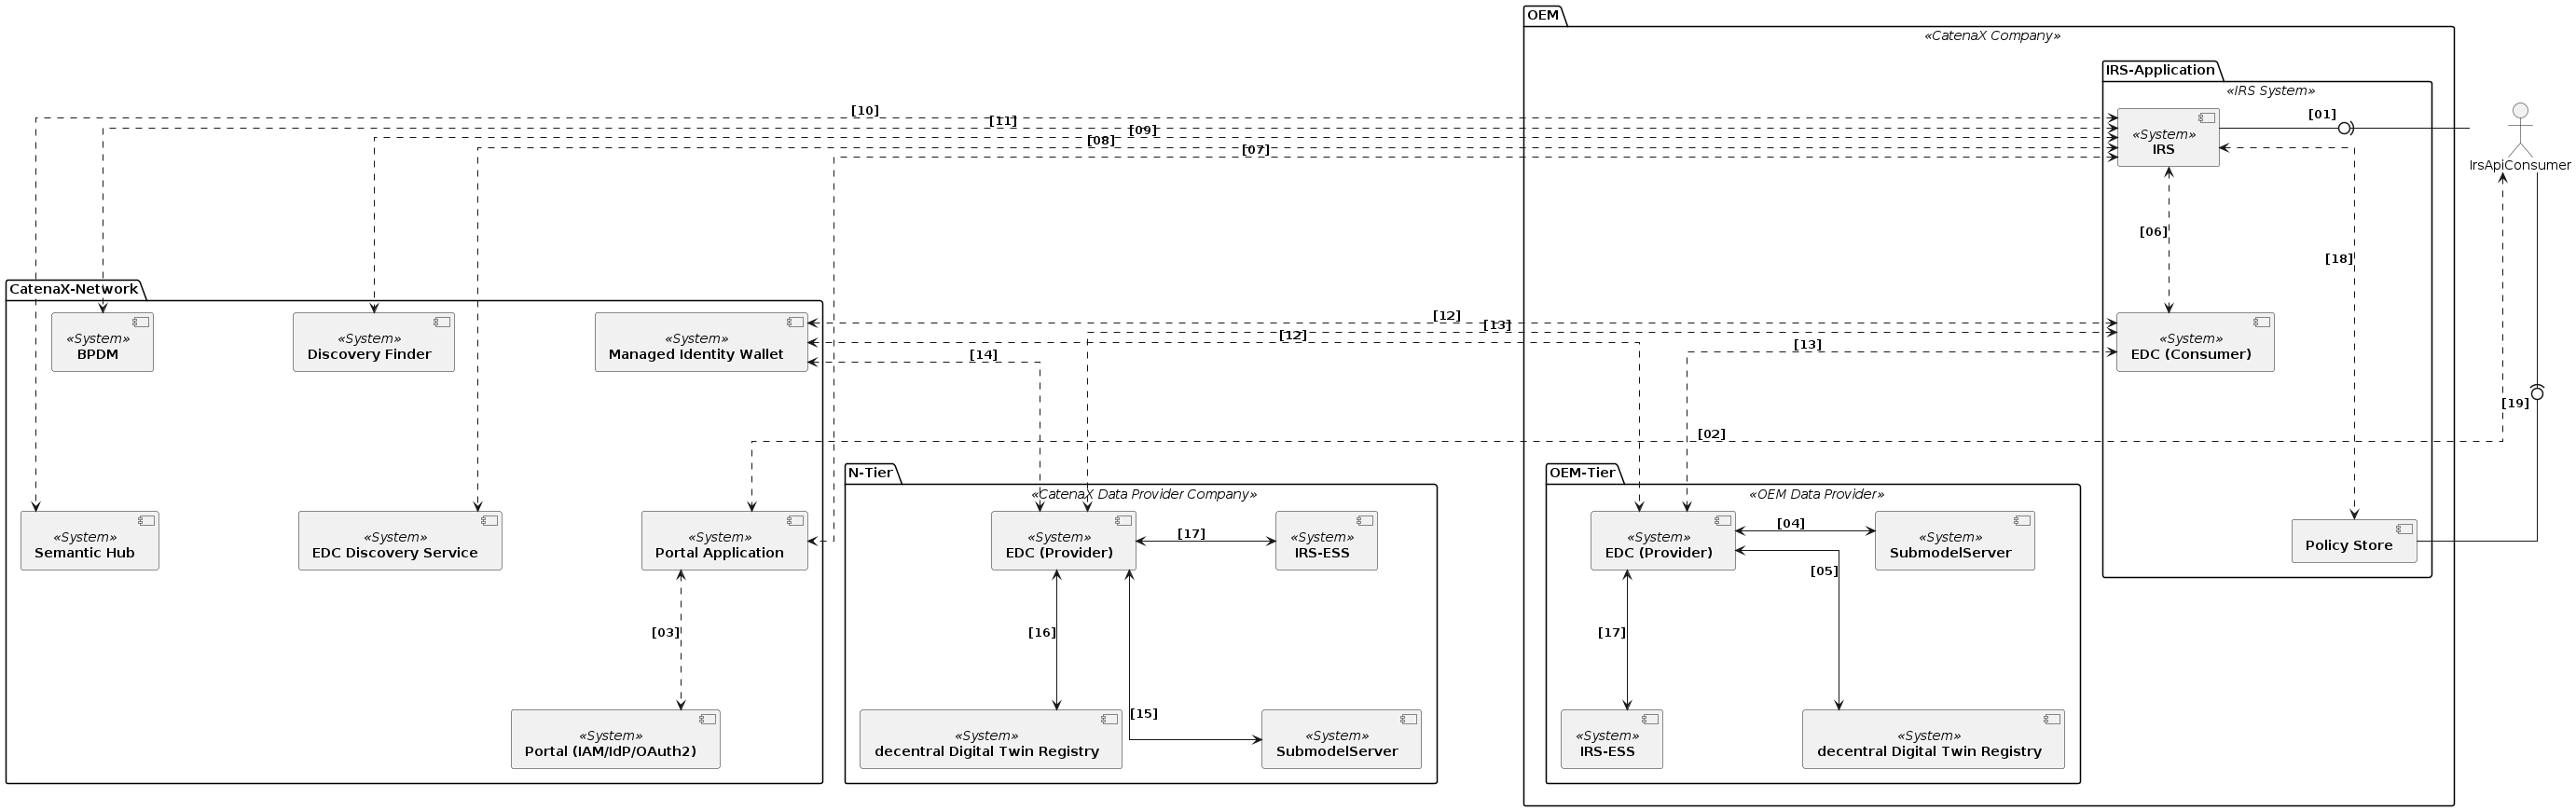 OEM
«CatenaX Company»
IRS-Application
«IRS System»
[10]
[01]
[11]
[09]
«System»
IRS
[08]
[07]
IrsApiConsumer
[06]
[18]
CatenaX-Network
[12]
[13]
[12]
«System»
BPDM
«System»
Discovery Finder
«System»
Managed Identity Wallet
[14]
[13]
«System»
EDC (Consumer)
[19]
[02]
N-Tier
«CatenaX Data Provider Company»
OEM-Tier
«OEM Data Provider»
«System»
Semantic Hub
«System»
EDC Discovery Service
«System»
Portal Application
«System»
EDC (Provider)
[17]
«System»
IRS-ESS
«System»
EDC (Provider)
[04]
«System»
SubmodelServer
Policy Store
[05]
[03]
[16]
[17]
[15]
«System»
Portal (IAM/IdP/OAuth2)
«System»
decentral Digital Twin Registry
«System»
SubmodelServer
«System»
IRS-ESS
«System»
decentral Digital Twin Registry